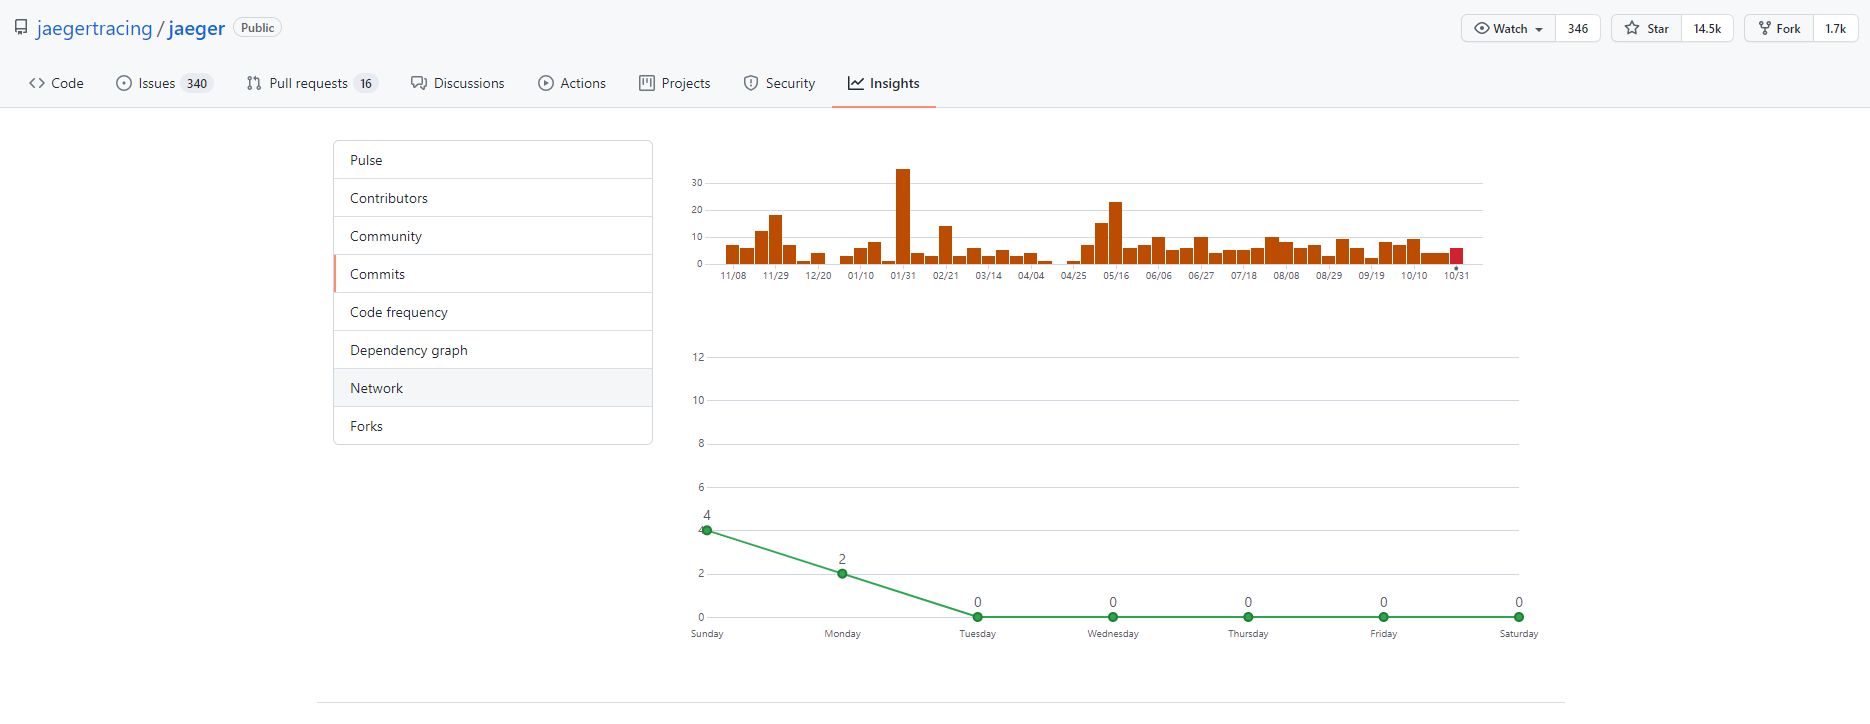 jaegertracing / jaeger Public
Watch 346 Star 14.5k Fork 1.7k
Code Issues 340 Pull requests 16 Discussions Actions Projects Security Insights
Pulse
Contributors
Community
Commits
Code frequency
Dependency graph
Network
Forks
30
20
10
0
11/08 11/29 12/20 01/10 01/31 02/21 03/14 04/04 04/25 05/16 06/06 06/27 07/18 08/08 08/29 09/19 10/10 10/31
12
10
8
6
4
4
2
2
0 0 0 0 0
0
Sunday Monday Tuesday Wednesday Thursday Friday Saturday